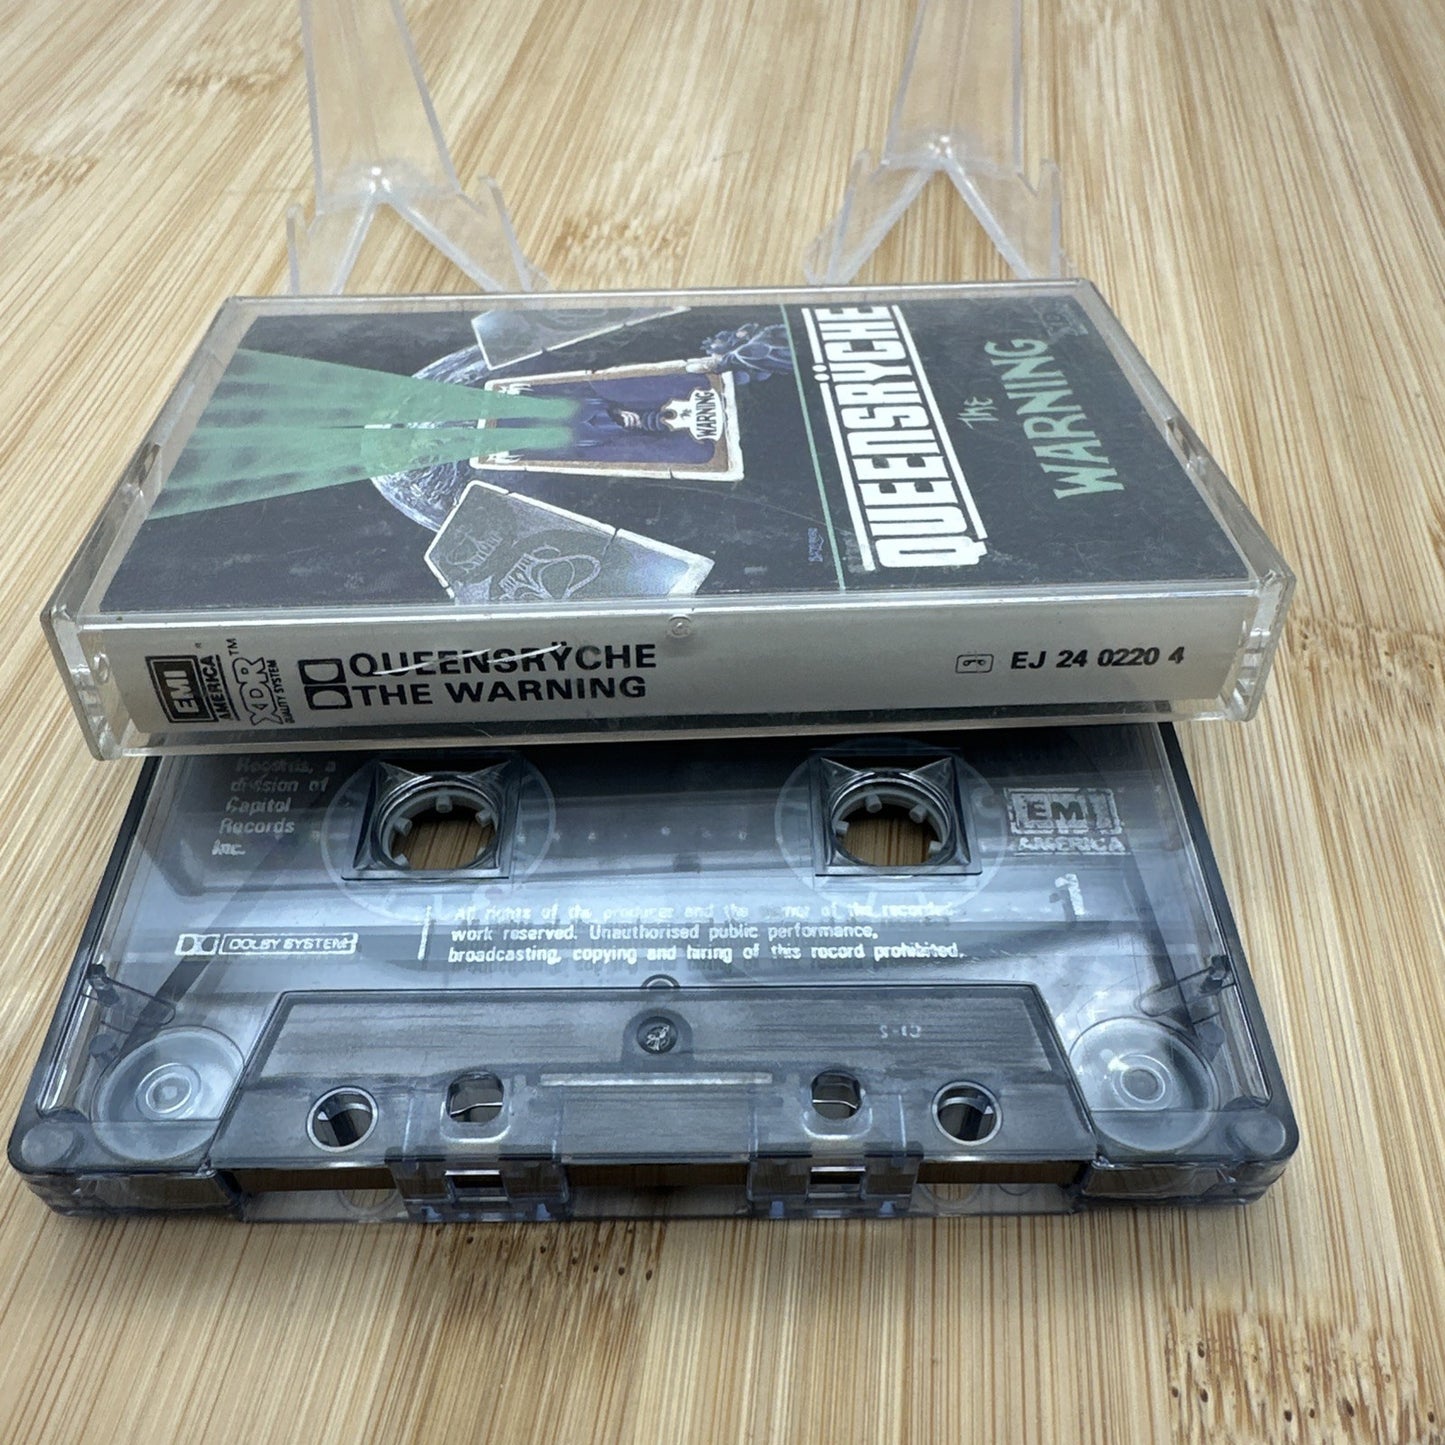 QUEENSRŸCHE
The
WARNING
The
WARNING
EMI
AMERICA
XDR™
QUALITY SYSTEM
QUEENSRŸCHE
THE WARNING
EJ 24 0220 4
Records, a
division of
Capitol
Records
Inc.
EMI
AMERICA
1
DOLBY SYSTEM
All rights of the producer and the owner of the recorded
work reserved. Unauthorised public performance,
broadcasting, copying and hiring of this record prohibited.